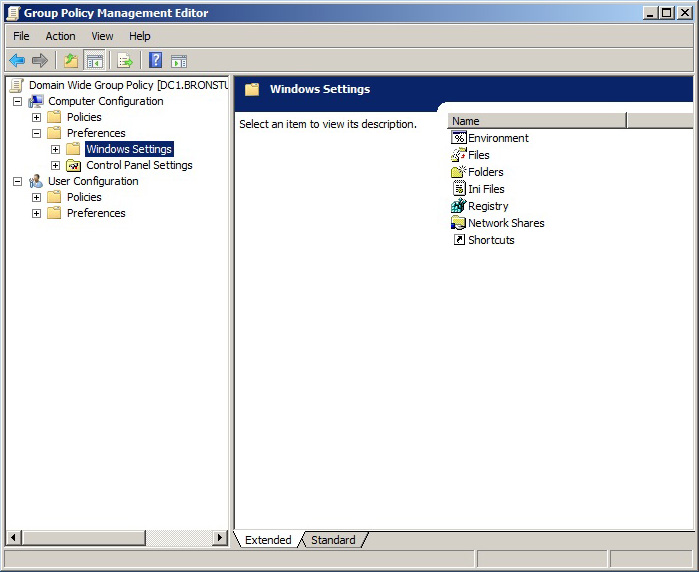 Group Policy Management Editor
File Action View Help
Domain Wide Group Policy [DC1.BRONSTU
Computer Configuration
Policies
Preferences
Windows Settings
Control Panel Settings
User Configuration
Policies
Preferences
Windows Settings
Select an item to view its description.
Name
Environment
Files
Folders
Ini Files
Registry
Network Shares
Shortcuts
Extended Standard